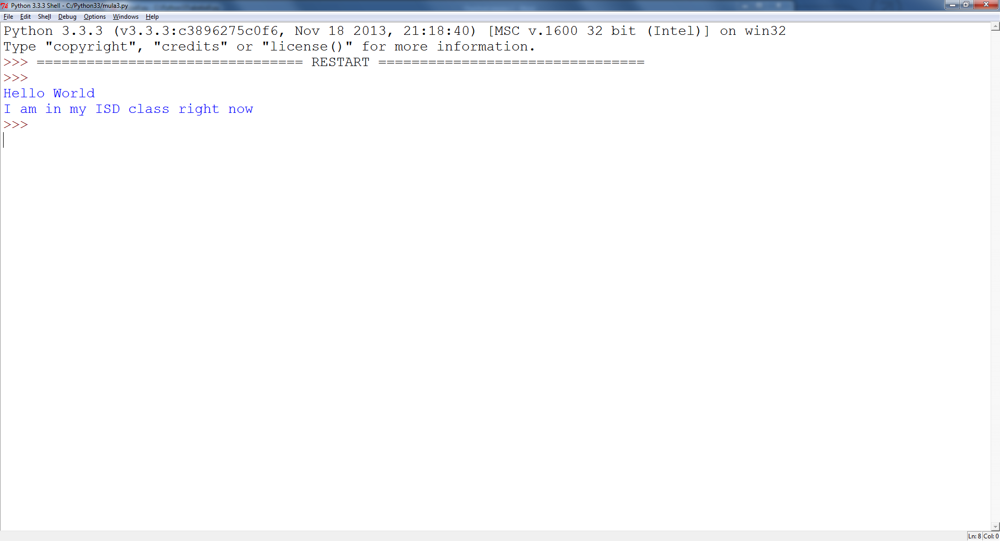 Python 3.3.3 Shell - C:/Python33/mula3.py
File Edit Shell Debug Options Windows Help
Python 3.3.3 (v3.3.3:c3896275c0f6, Nov 18 2013, 21:18:40) [MSC v.1600 32 bit (Intel)] on win32
Type "copyright", "credits" or "license()" for more information.
>>> ================================ RESTART ================================
>>>
Hello World
I am in my ISD class right now
>>>
Ln: 8 Col: 0